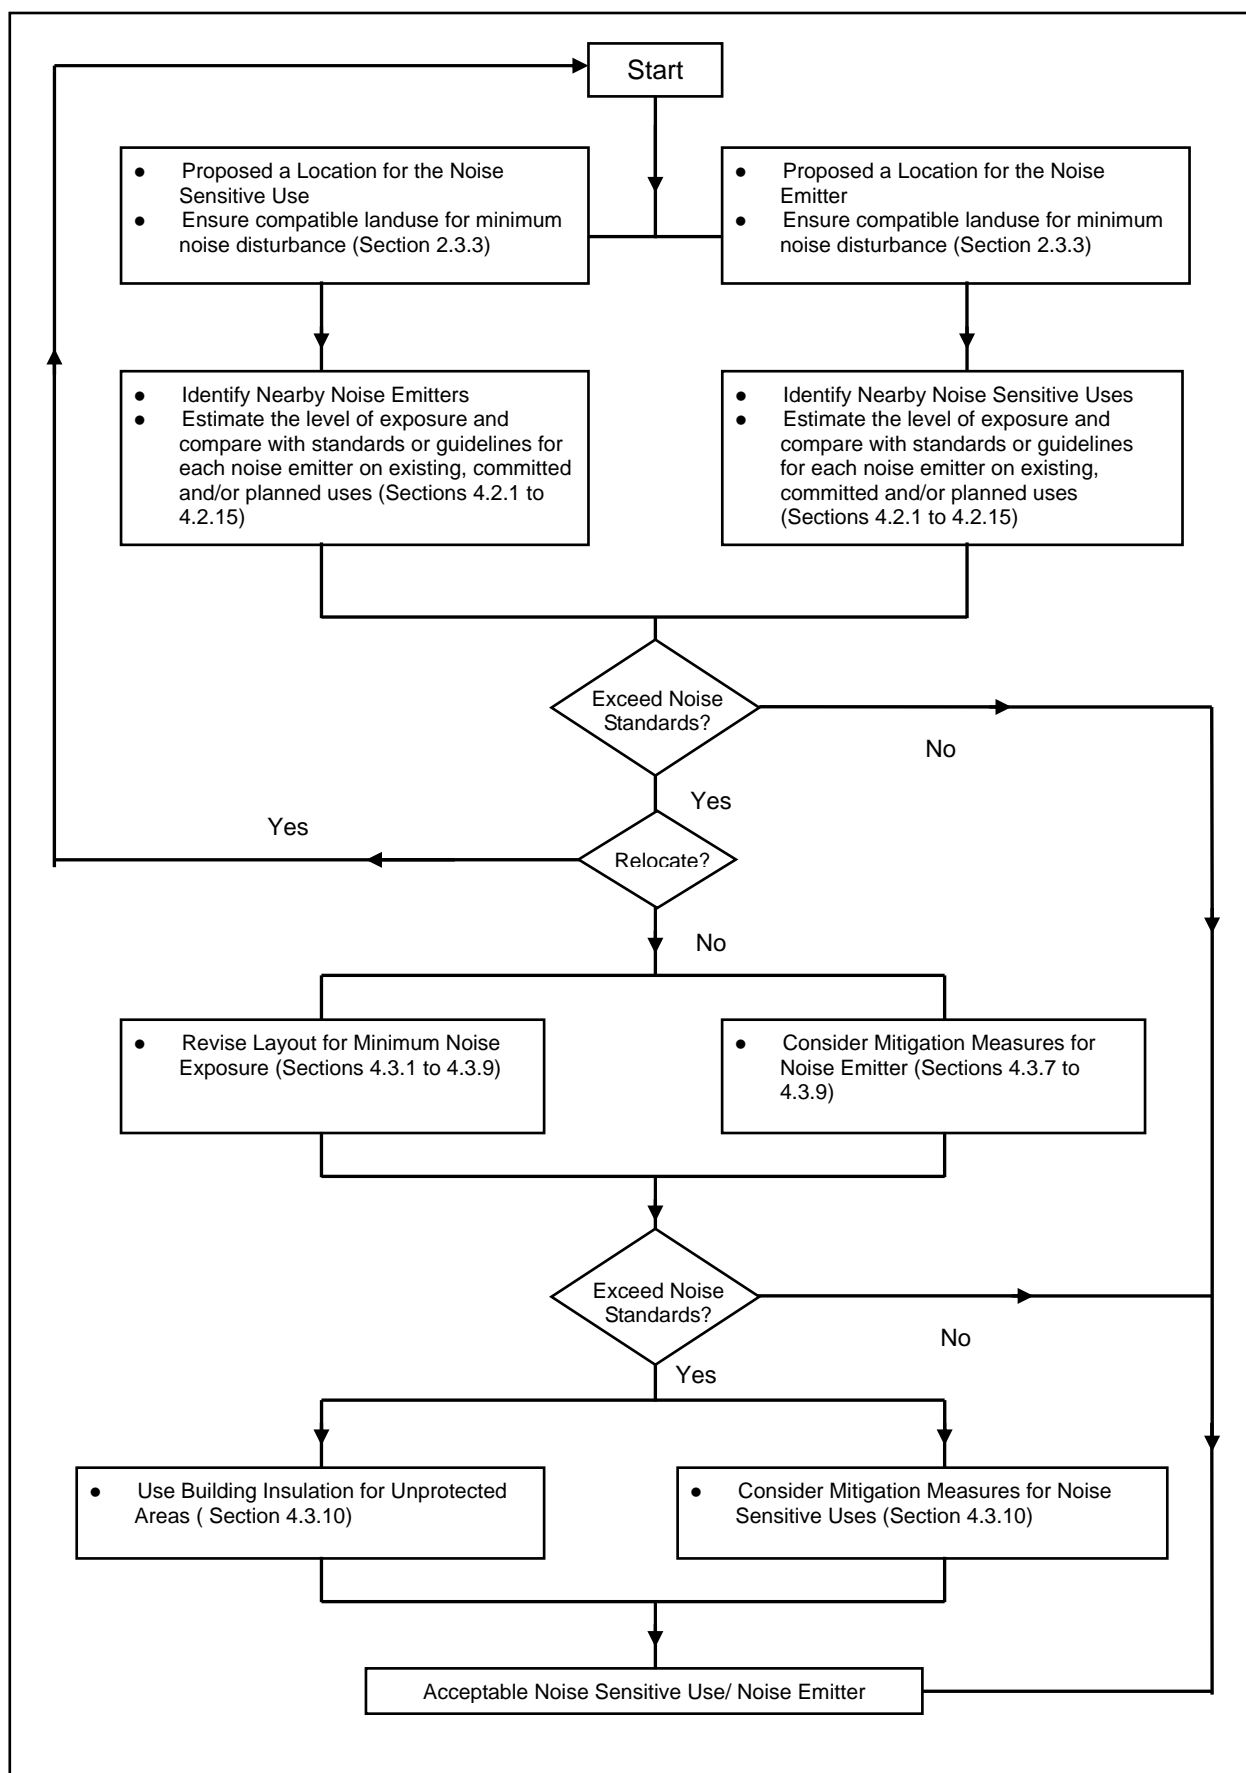 Start
● Proposed a Location for the Noise
Sensitive Use
● Ensure compatible landuse for minimum
noise disturbance (Section 2.3.3)
● Proposed a Location for the Noise
Emitter
● Ensure compatible landuse for minimum
noise disturbance (Section 2.3.3)
● Identify Nearby Noise Emitters
● Estimate the level of exposure and
compare with standards or guidelines for
each noise emitter on existing, committed
and/or planned uses (Sections 4.2.1 to
4.2.15)
● Identify Nearby Noise Sensitive Uses
● Estimate the level of exposure and
compare with standards or guidelines
for each noise emitter on existing,
committed and/or planned uses
(Sections 4.2.1 to 4.2.15)
Exceed Noise
Standards?
No
Yes
Yes
Relocate?
No
● Revise Layout for Minimum Noise
Exposure (Sections 4.3.1 to 4.3.9)
● Consider Mitigation Measures for
Noise Emitter (Sections 4.3.7 to
4.3.9)
Exceed Noise
Standards?
No
Yes
● Use Building Insulation for Unprotected
Areas ( Section 4.3.10)
● Consider Mitigation Measures for Noise
Sensitive Uses (Section 4.3.10)
Acceptable Noise Sensitive Use/ Noise Emitter